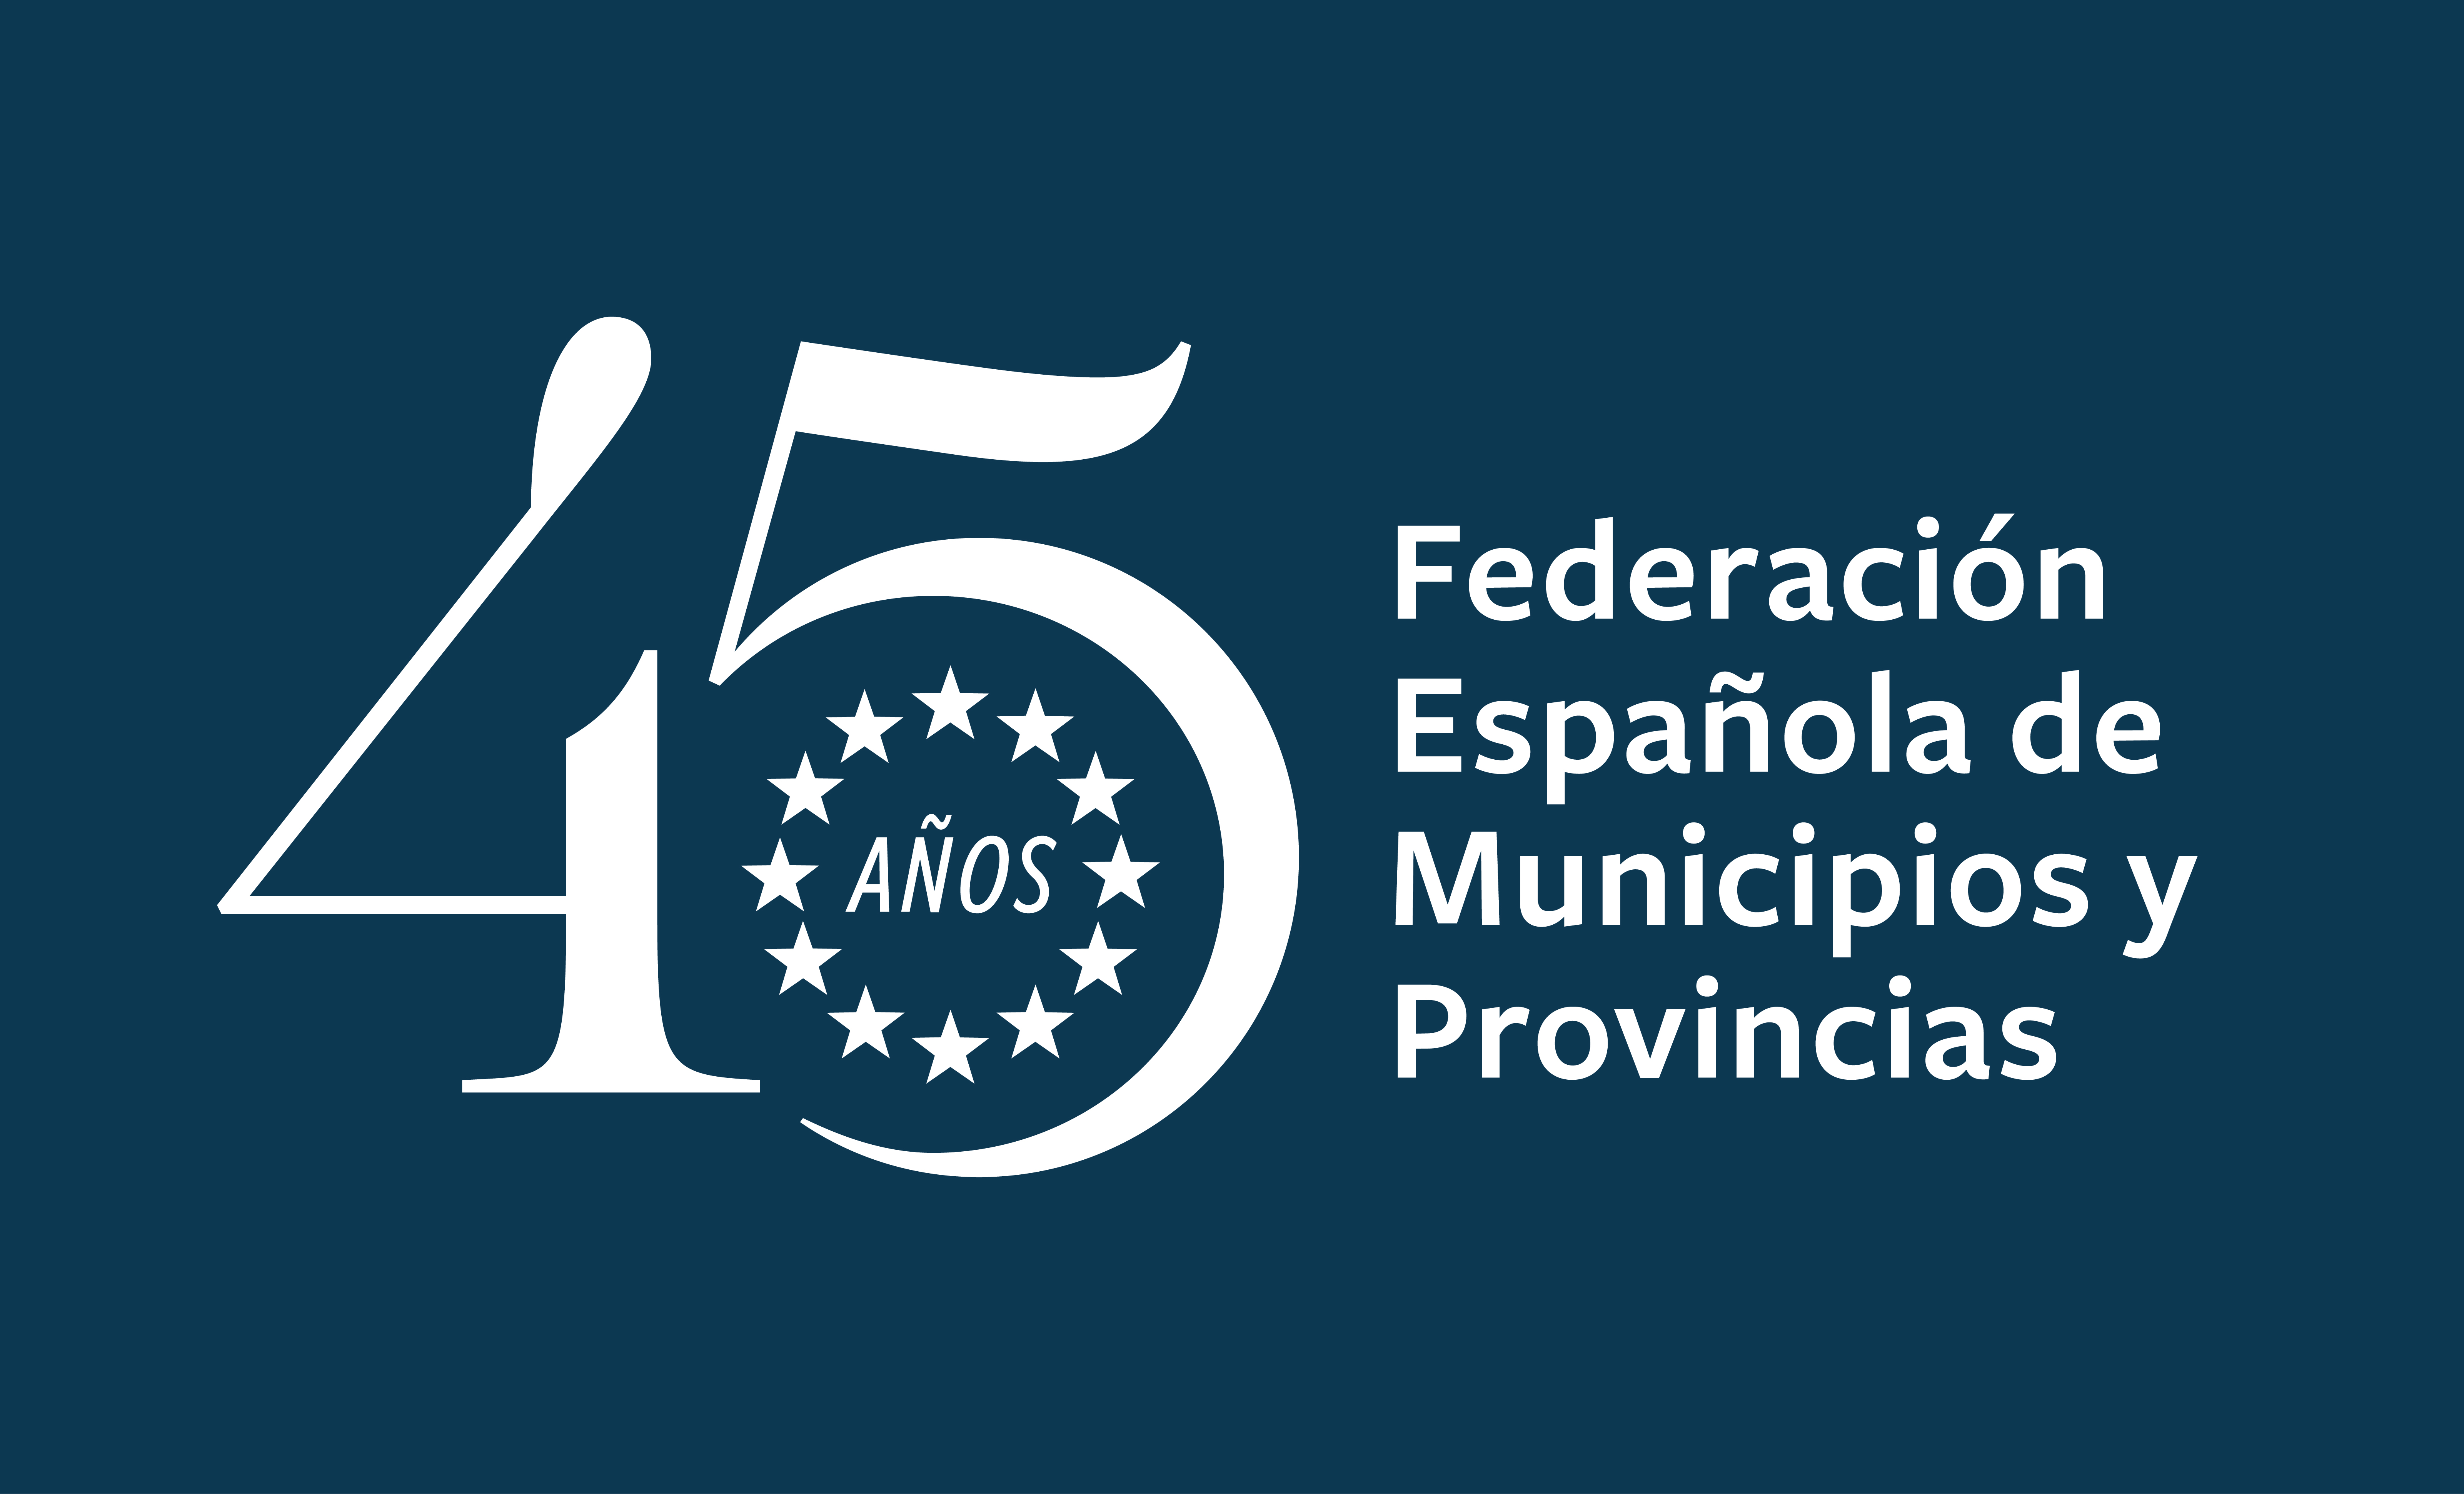 45
AÑOS
Federación
Española de
Municipios y
Provincias